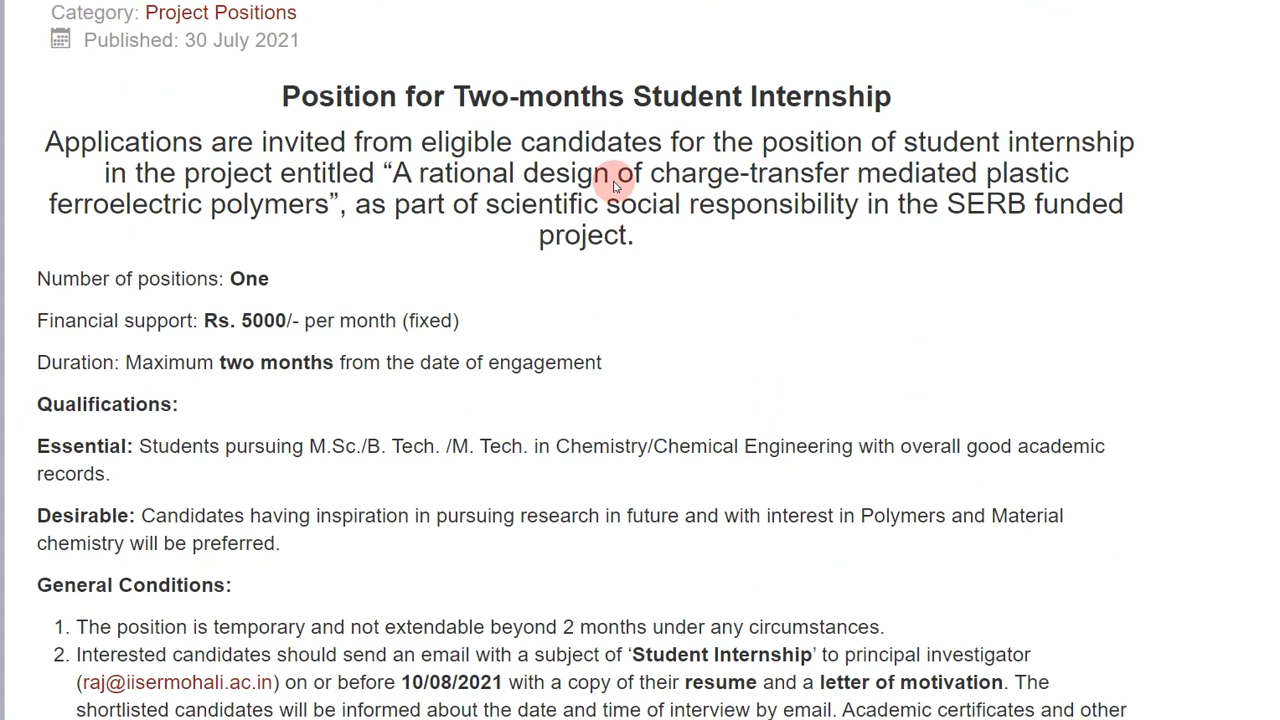 Category: Project Positions
Published: 30 July 2021
Position for Two-months Student Internship
Applications are invited from eligible candidates for the position of student internship
in the project entitled “A rational design of charge-transfer mediated plastic
ferroelectric polymers”, as part of scientific social responsibility in the SERB funded
project.
Number of positions: One
Financial support: Rs. 5000/- per month (fixed)
Duration: Maximum two months from the date of engagement
Qualifications:
Essential: Students pursuing M.Sc./B. Tech. /M. Tech. in Chemistry/Chemical Engineering with overall good academic
records.
Desirable: Candidates having inspiration in pursuing research in future and with interest in Polymers and Material
chemistry will be preferred.
General Conditions:
1. The position is temporary and not extendable beyond 2 months under any circumstances.
2. Interested candidates should send an email with a subject of ‘Student Internship’ to principal investigator
(raj@iisermohali.ac.in) on or before 10/08/2021 with a copy of their resume and a letter of motivation. The
shortlisted candidates will be informed about the date and time of interview by email. Academic certificates and other